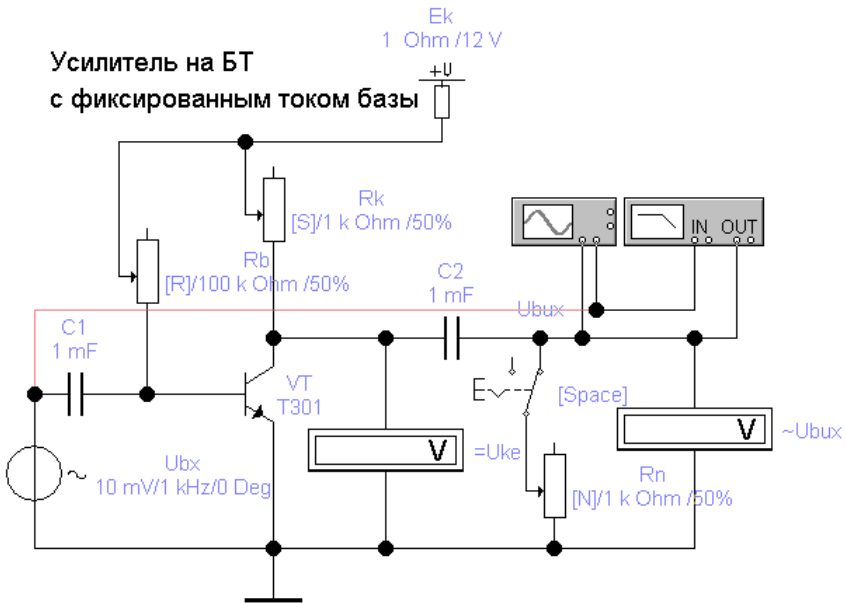 Ek
1 Ohm /12 V
Усилитель на БТ
с фиксированным током базы
+V
Rk
[S]/1 k Ohm /50%
Rb
[R]/100 k Ohm /50%
IN OUT
C2
1 mF
Ubux
C1
1 mF
VT
T301
[Space]
V
=Uke
V
~Ubux
Ubx
10 mV/1 kHz/0 Deg
Rn
[N]/1 k Ohm /50%